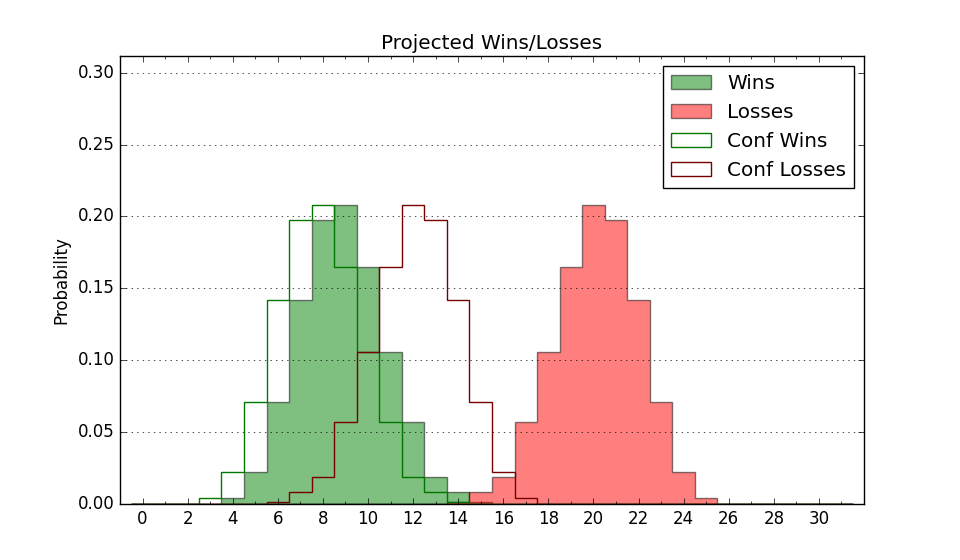 Projected Wins/Losses
0.30
0.25
0.20
0.15
0.10
0.05
0.00
Probability
Wins
Losses
Conf Wins
Conf Losses
0 2 4 6 8 10 12 14 16 18 20 22 24 26 28 30